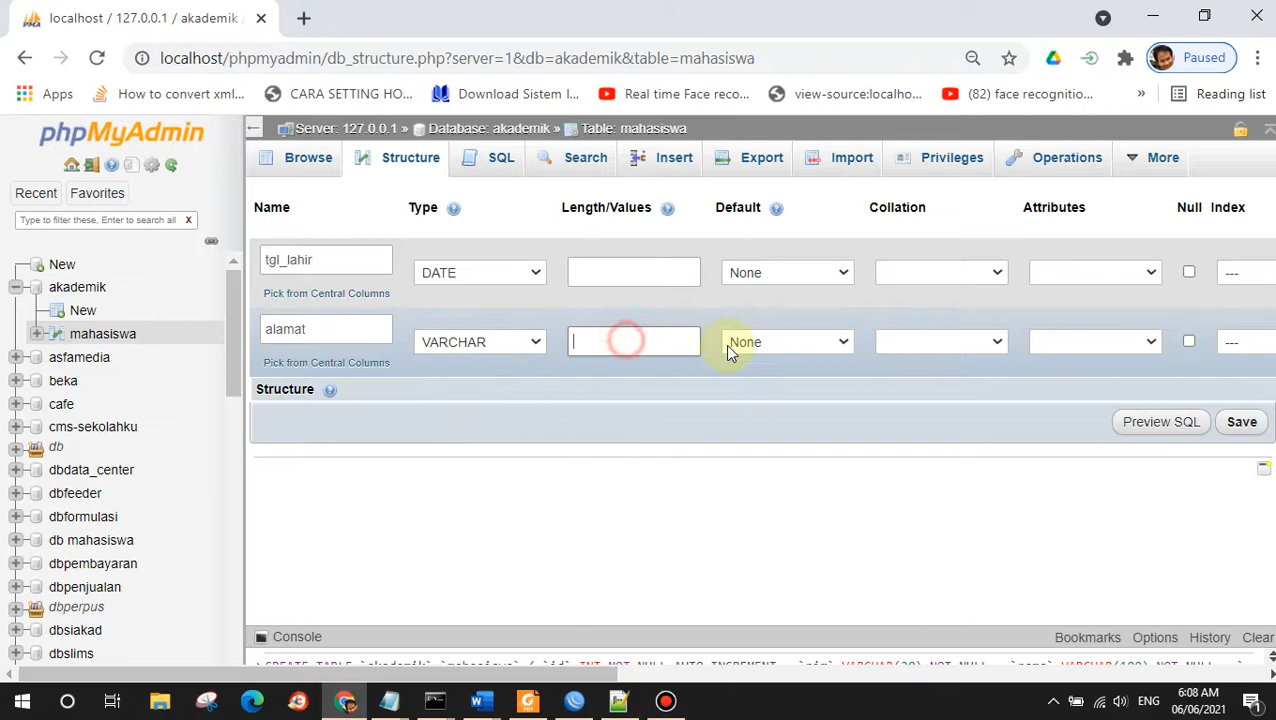 localhost / 127.0.0.1 / akademik /
localhost/phpmyadmin/db_structure.php?server=1&db=akademik&table=mahasiswa
Paused
Apps
How to convert xml...
CARA SETTING HO...
Download Sistem I...
Real time Face reco...
view-source:localho...
(82) face recognitio...
»
Reading list
phpMyAdmin
Server: 127.0.0.1 » Database: akademik » Table: mahasiswa
Browse
Structure
SQL
Search
Insert
Export
Import
Privileges
Operations
More
Recent
Favorites
Type to filter these, Enter to search all
X
New
akademik
New
mahasiswa
asfamedia
beka
cafe
cms-sekolahku
db
dbdata_center
dbfeeder
dbformulasi
db mahasiswa
dbpembayaran
dbpenjualan
dbperpus
dbsiakad
dbslims
Name
Type
Length/Values
Default
Collation
Attributes
Null
Index
tgl_lahir
DATE
None
---
Pick from Central Columns
alamat
VARCHAR
None
---
Pick from Central Columns
Structure
Preview SQL
Save
Console
Bookmarks
Options
History
Clear
6:08 AM
ENG
06/06/2021
1